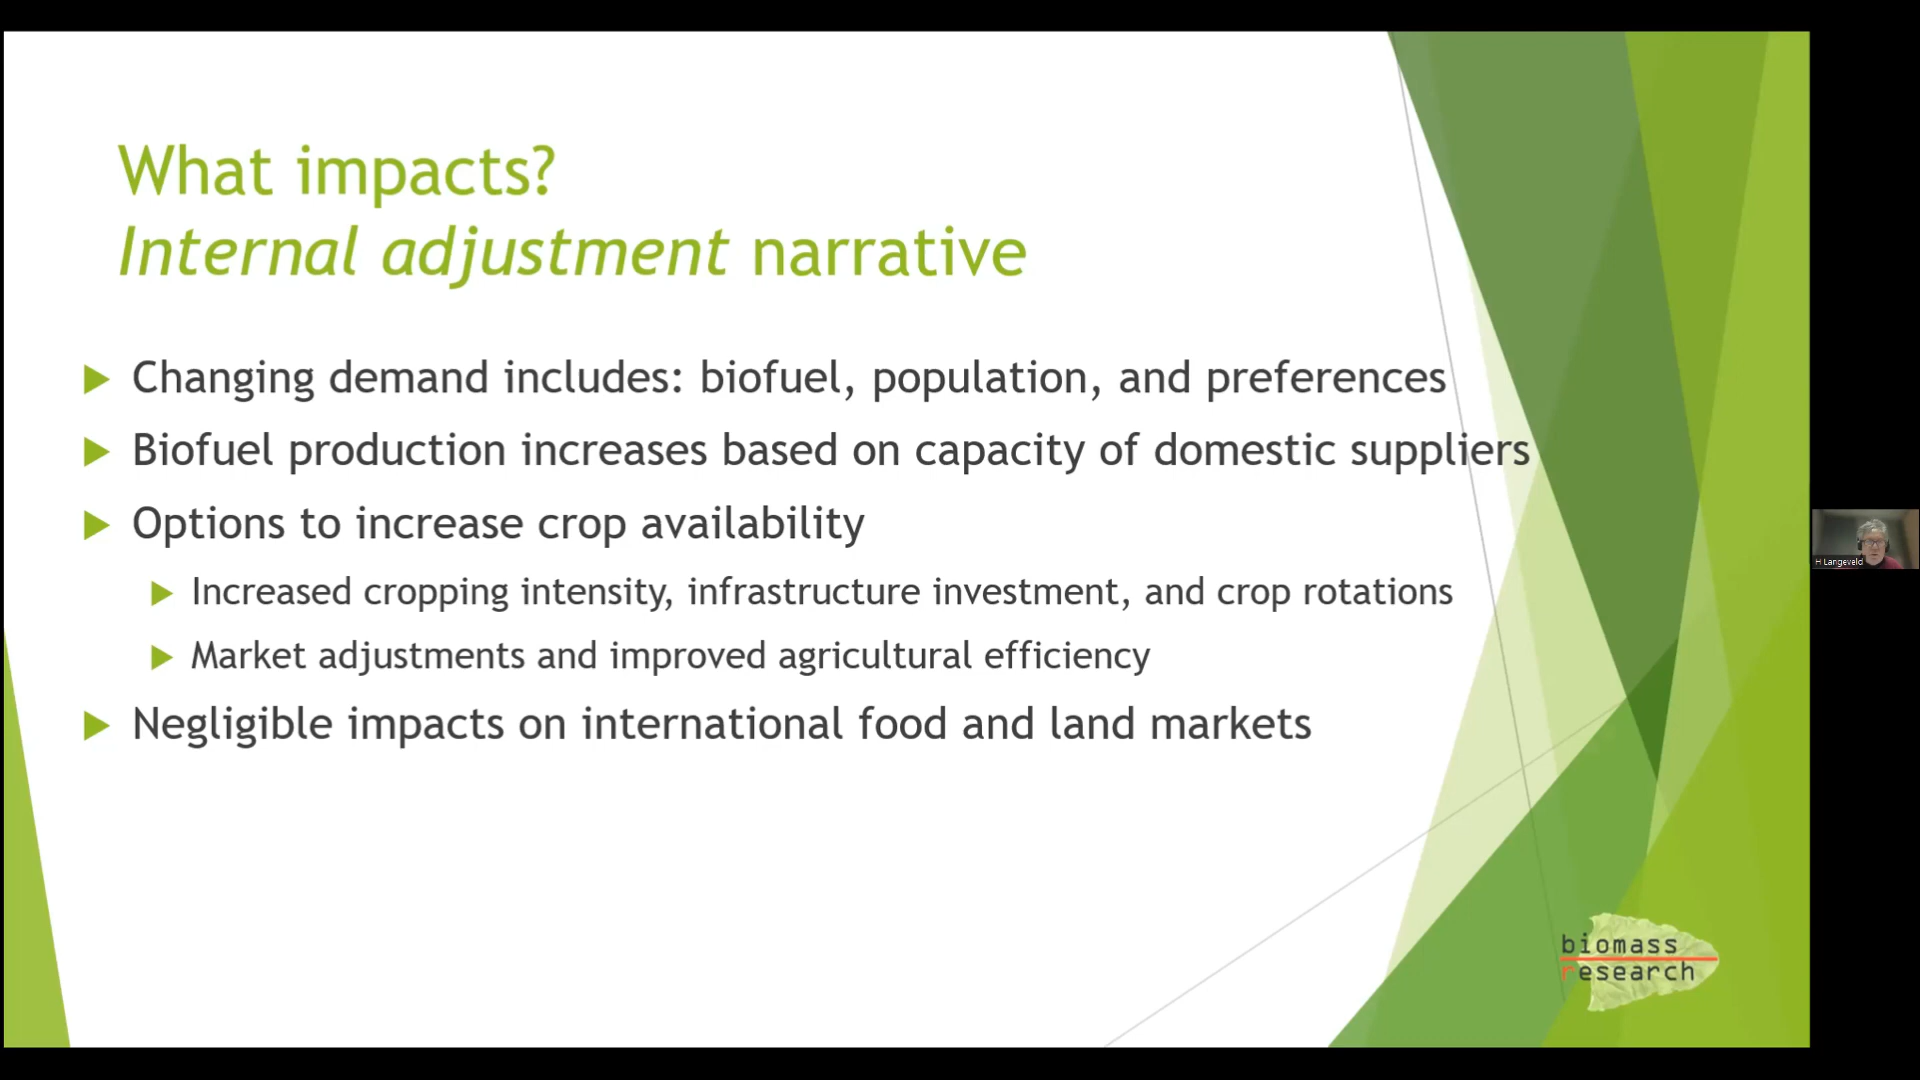 What impacts?
Internal adjustment narrative
Changing demand includes: biofuel, population, and preferences
Biofuel production increases based on capacity of domestic suppliers
Options to increase crop availability
Increased cropping intensity, infrastructure investment, and crop rotations
Market adjustments and improved agricultural efficiency
Negligible impacts on international food and land markets
H Langeveld
biomass
research